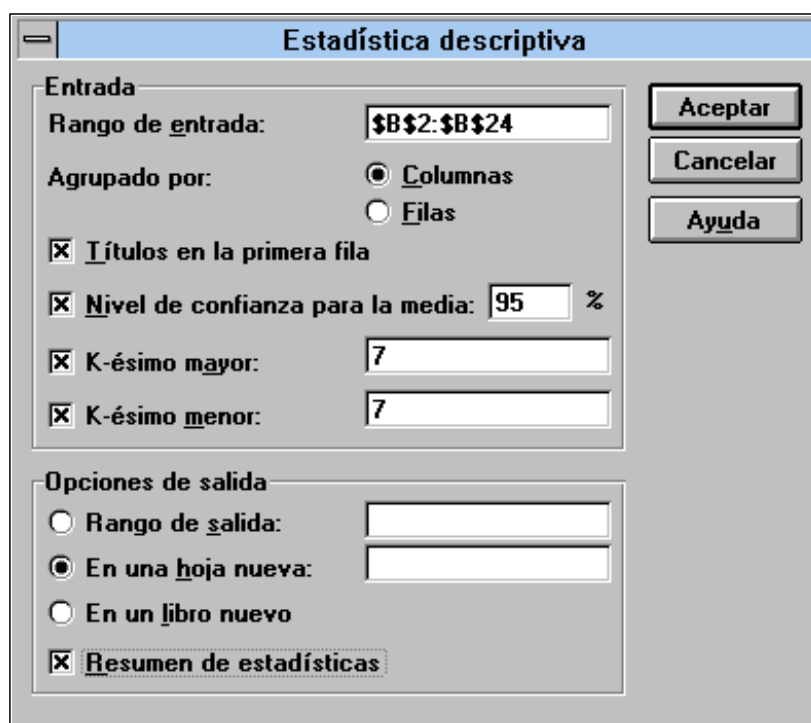 Estadística descriptiva
Entrada
Rango de entrada: $B$2:$B$24
Agrupado por: Columnas
Filas
Títulos en la primera fila
Nivel de confianza para la media: 95 %
K-ésimo mayor: 7
K-ésimo menor: 7
Opciones de salida
Rango de salida:
En una hoja nueva:
En un libro nuevo
Resumen de estadísticas
Aceptar
Cancelar
Ayuda